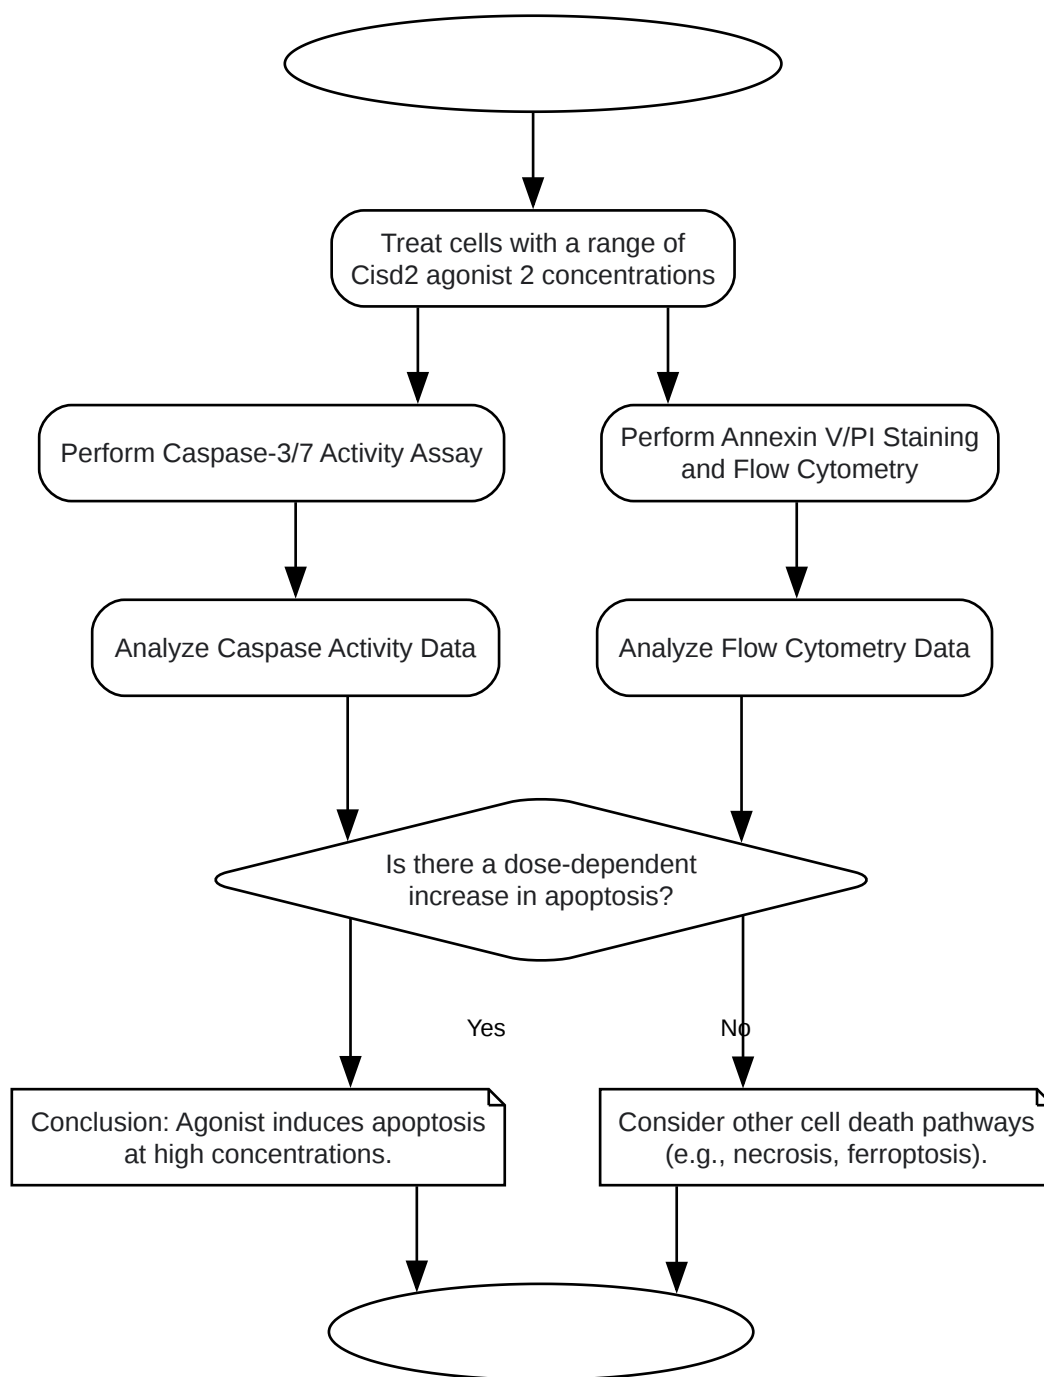 Treat cells with a range of
Cisd2 agonist 2 concentrations
Perform Caspase-3/7 Activity Assay
Perform Annexin V/PI Staining
and Flow Cytometry
Analyze Caspase Activity Data
Analyze Flow Cytometry Data
Is there a dose-dependent
increase in apoptosis?
Yes
No
Conclusion: Agonist induces apoptosis
at high concentrations.
Consider other cell death pathways
(e.g., necrosis, ferroptosis).